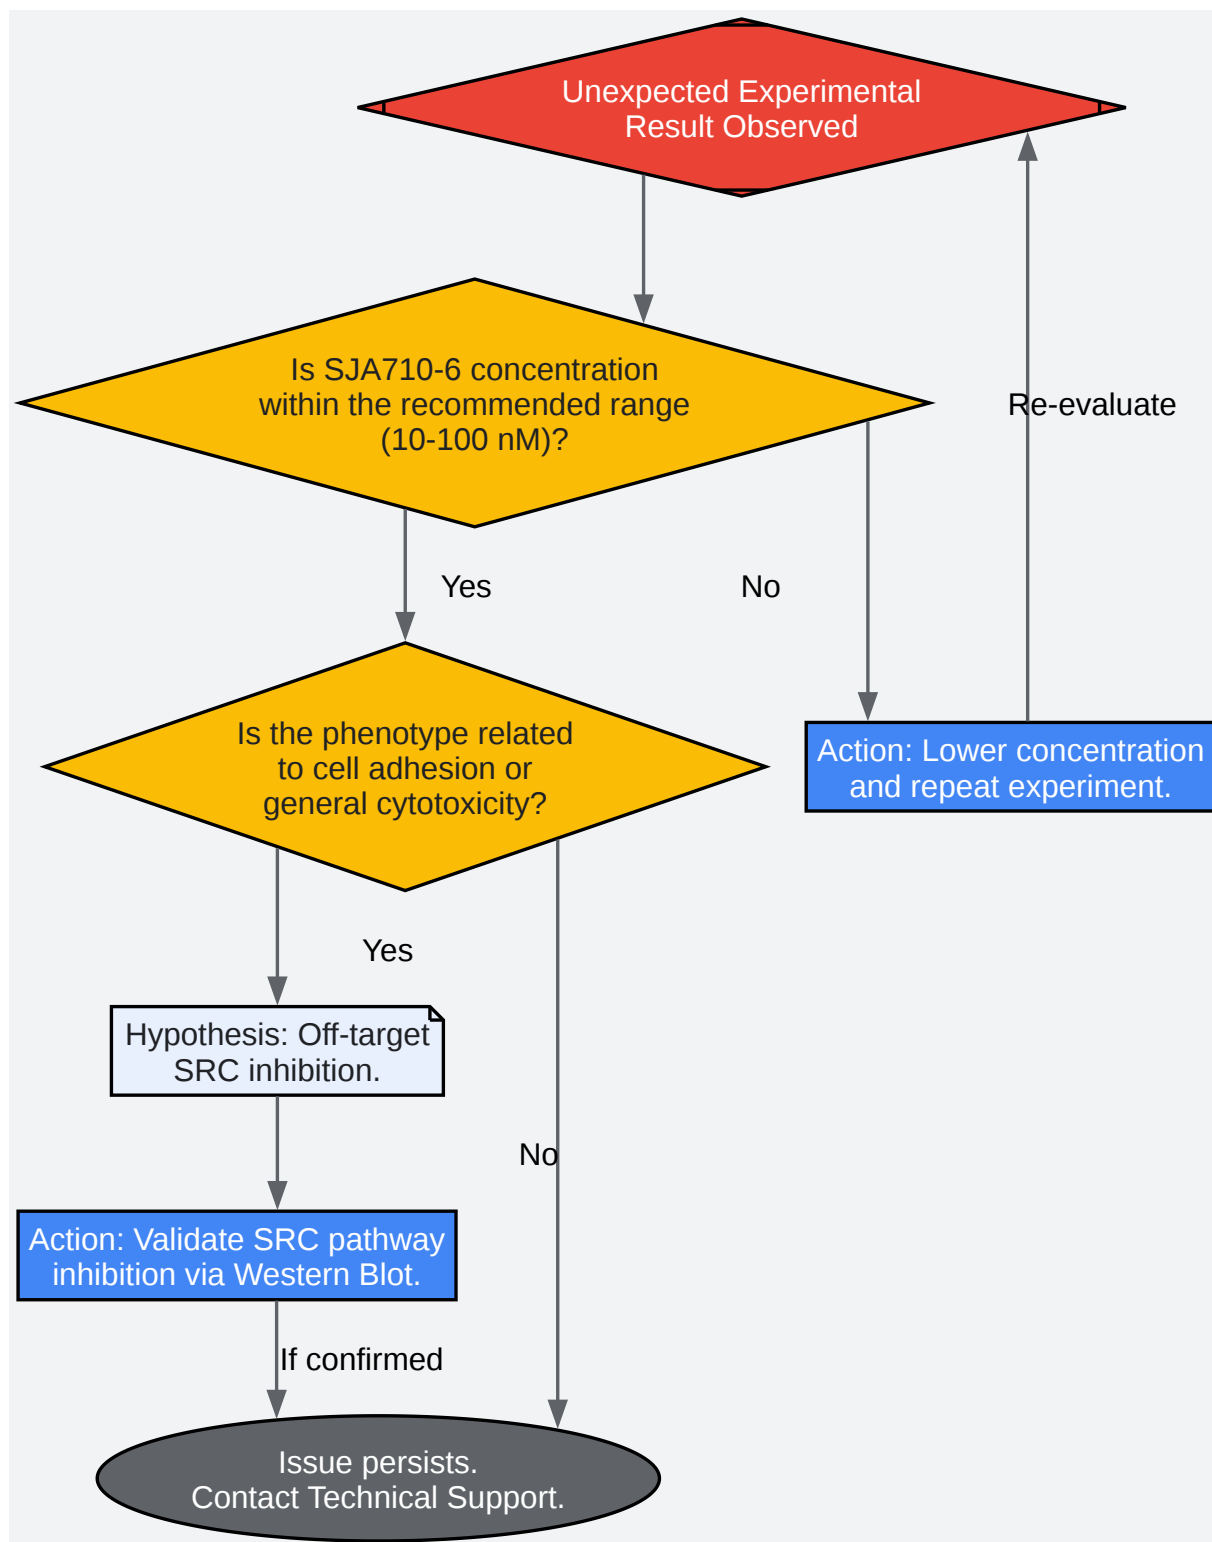 Unexpected Experimental
Result Observed
Is SJA710-6 concentration
within the recommended range
(10-100 nM)?
Re-evaluate
Yes
No
Is the phenotype related
to cell adhesion or
general cytotoxicity?
Action: Lower concentration
and repeat experiment.
Yes
Hypothesis: Off-target
SRC inhibition.
No
Action: Validate SRC pathway
inhibition via Western Blot.
If confirmed
Issue persists.
Contact Technical Support.